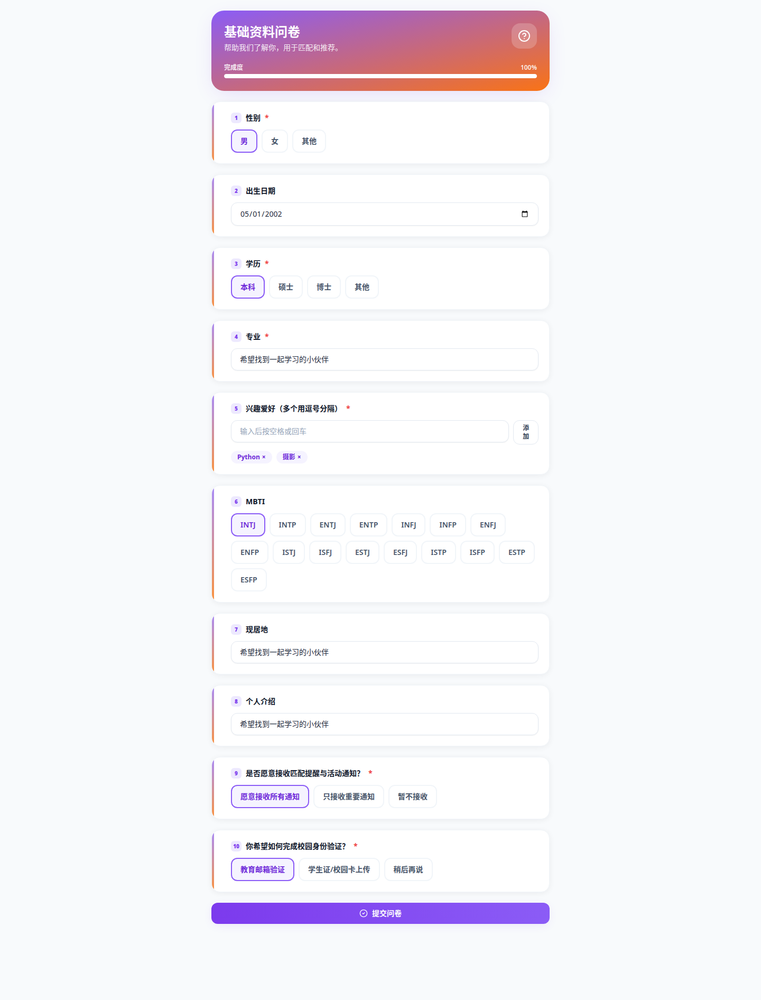 基础资料问卷
帮助我们了解你，用于匹配和推荐。
完成度 100%
1 性别 *
男 女 其他
2 出生日期
05/01/2002
3 学历 *
本科 硕士 博士 其他
4 专业 *
希望找到一起学习的小伙伴
5 兴趣爱好（多个用逗号分隔） *
输入后按空格或回车 添加
Python × 摄影 ×
6 MBTI
INTJ INTP ENTJ ENTP INFJ INFP ENFJ
ENFP ISTJ ISFJ ESTJ ESFJ ISTP ISFP ESTP
ESFP
7 现居地
希望找到一起学习的小伙伴
8 个人介绍
希望找到一起学习的小伙伴
9 是否愿意接收匹配提醒与活动通知？ *
愿意接收所有通知 只接收重要通知 暂不接收
10 你希望如何完成校园身份验证？ *
教育邮箱验证 学生证/校园卡上传 稍后再说
提交问卷